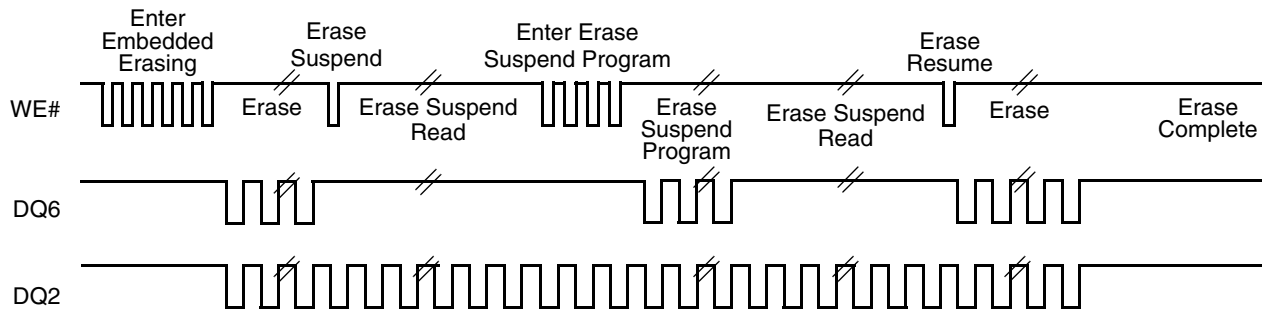 Enter
Embedded
Erasing
Erase
Suspend
Enter Erase
Suspend Program
Erase
Resume
WE#
Erase
Erase Suspend
Read
Erase
Suspend
Program
Erase Suspend
Read
Erase
Erase
Complete
DQ6
DQ2